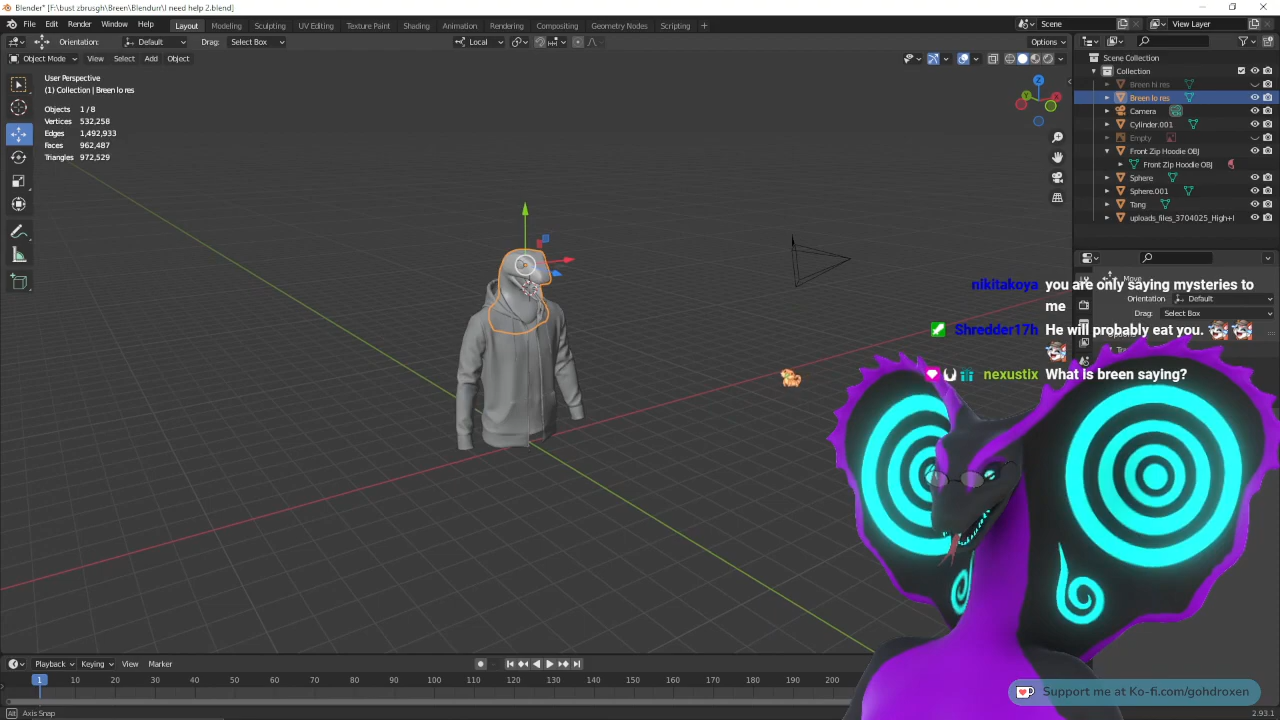 Blender* [F:\bust zbrusgh\Breen\Blendurr\I need help 2.blend]
File Edit Render Window Help Layout Modeling Sculpting UV Editing Texture Paint Shading Animation Rendering Compositing Geometry Nodes Scripting + Scene View Layer
Orientation: Default Drag: Select Box Local Options
Object Mode View Select Add Object
User Perspective
(1) Collection | Breen lo res
Objects 1 / 8
Vertices 532,258
Edges 1,492,933
Faces 962,487
Triangles 972,529
Z
Y
X
Scene Collection
Collection
Breen hi res
Breen lo res
Camera
Cylinder.001
Empty
Front Zip Hoodie OBJ
Front Zip Hoodie OBJ
Sphere
Sphere.001
Tang
uploads_files_3704025_High+I
Move
Orientation Default
Drag: Select Box
nikitakoya you are only saying mysteries to
me
Shredder17h He will probably eat you.
nexustix What is breen saying?
Playback Keying View Marker
1 10 20 30 40 50 60 70 80 90 100 110 120 130 140 150 160 170 180 190 200
Axis Snap
2.93.1
Support me at Ko-fi.com/gohdroxen